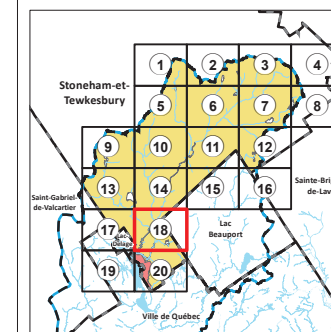 1 2 3 4
Stoneham-et-
Tewkesbury
5 6 7 8
9 10 11 12
Saint-Gabriel-
de-Valcartier
13 14 15 16
Sainte-Bri
de-Lav
17 Lac-
Delage
18 Lac
Beauport
19 20
Ville de Québec